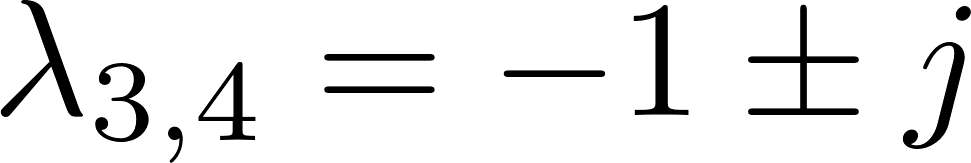 λ₃,₄ = −1 ± j